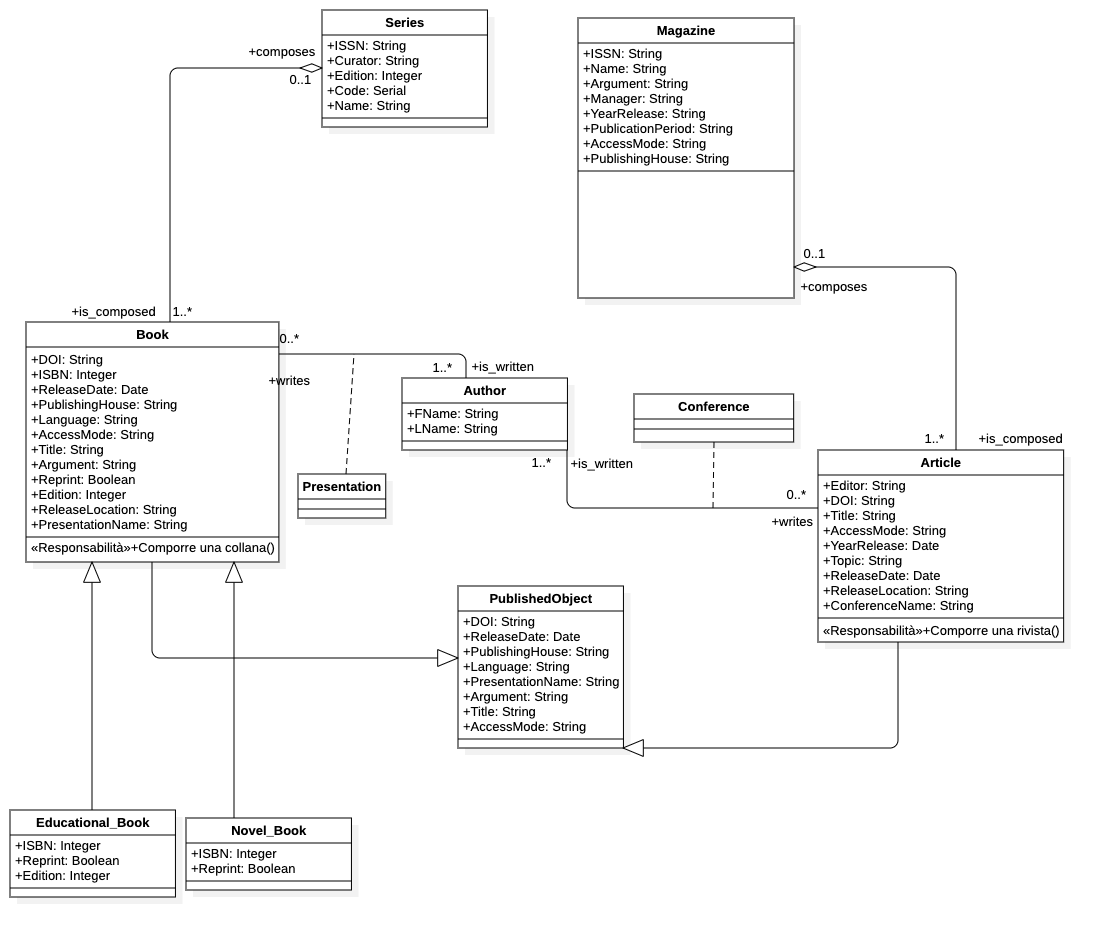 Series
+ISSN: String
+Curator: String
+Edition: Integer
+Code: Serial
+Name: String
+composes
0..1
Magazine
+ISSN: String
+Name: String
+Argument: String
+Manager: String
+YearRelease: String
+PublicationPeriod: String
+AccessMode: String
+PublishingHouse: String
0..1
+composes
+is_composed
1..*
Book
+DOI: String
+ISBN: Integer
+ReleaseDate: Date
+PublishingHouse: String
+Language: String
+AccessMode: String
+Title: String
+Argument: String
+Reprint: Boolean
+Edition: Integer
+ReleaseLocation: String
+PresentationName: String
«Responsabilità»+Comporre una collana()
0..*
+writes
1..*
+is_written
Author
+FName: String
+LName: String
1..*
+is_written
Conference
Presentation
0..*
+writes
1..*
+is_composed
Article
+Editor: String
+DOI: String
+Title: String
+AccessMode: String
+YearRelease: Date
+Topic: String
+ReleaseDate: Date
+ReleaseLocation: String
+ConferenceName: String
«Responsabilità»+Comporre una rivista()
PublishedObject
+DOI: String
+ReleaseDate: Date
+PublishingHouse: String
+Language: String
+PresentationName: String
+Argument: String
+Title: String
+AccessMode: String
Educational_Book
+ISBN: Integer
+Reprint: Boolean
+Edition: Integer
Novel_Book
+ISBN: Integer
+Reprint: Boolean